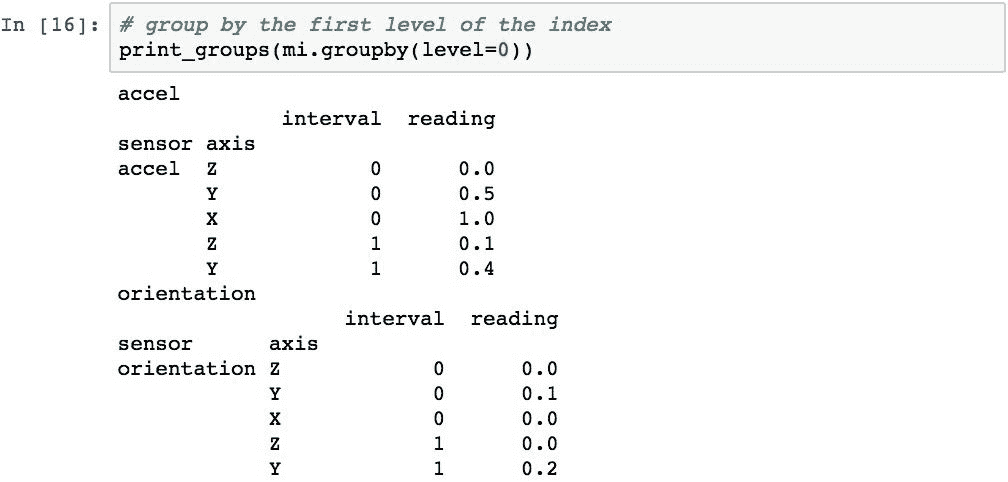 In [16]: # group by the first level of the index
print_groups(mi.groupby(level=0))
accel
interval reading
sensor axis
accel Z 0 0.0
Y 0 0.5
X 0 1.0
Z 1 0.1
Y 1 0.4
orientation
interval reading
sensor axis
orientation Z 0 0.0
Y 0 0.1
X 0 0.0
Z 1 0.0
Y 1 0.2